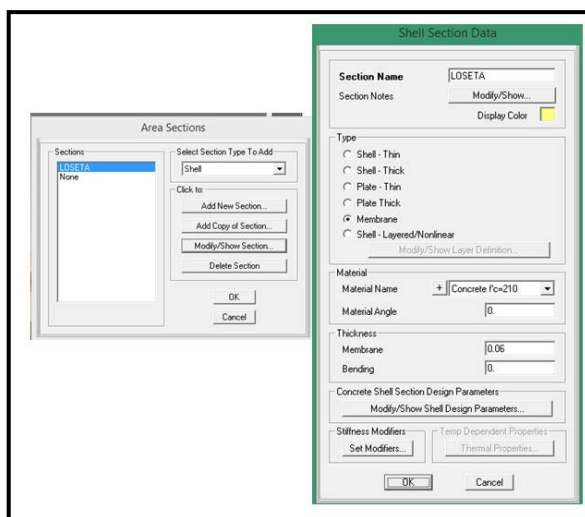 Area Sections
Sections
LOSETA
None
Select Section Type To Add
Shell
Click to:
Add New Section...
Add Copy of Section...
Modify/Show Section...
Delete Section
OK
Cancel
Shell Section Data
Section Name
LOSETA
Section Notes
Modify/Show...
Display Color
Type
Shell - Thin
Shell - Thick
Plate - Thin
Plate Thick
Membrane
Shell - Layered/Nonlinear
Modify/Show Layer Definition...
Material
Material Name
+
Concrete f'c=210
Material Angle
0.
Thickness
Membrane
0.06
Bending
0.
Concrete Shell Section Design Parameters
Modify/Show Shell Design Parameters...
Stiffness Modifiers
Set Modifiers...
Temp Dependent Properties
Thermal Properties...
OK
Cancel